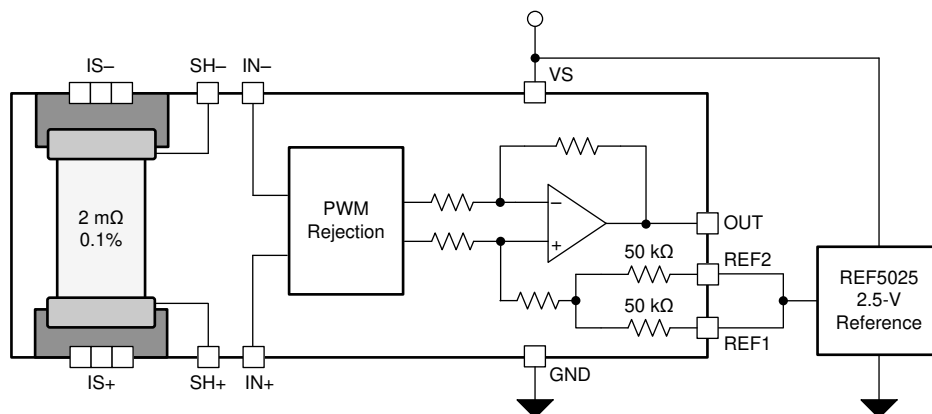 IS–
SH–
IN–
VS
2 mΩ
0.1%
PWM
Rejection
–
+
OUT
50 kΩ
REF2
50 kΩ
REF1
REF5025
2.5-V
Reference
IS+
SH+
IN+
GND